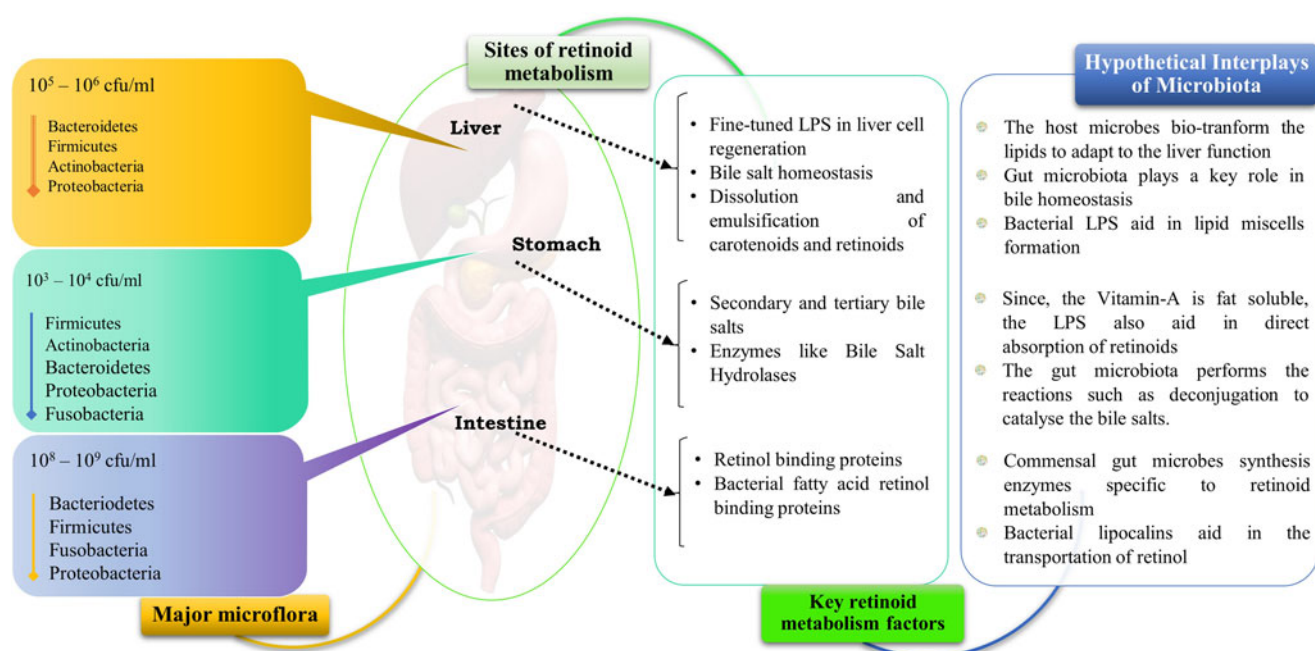 Sites of retinoid
metabolism
10⁵ – 10⁶ cfu/ml
Bacteroidetes
Firmicutes
Actinobacteria
Proteobacteria
10³ – 10⁴ cfu/ml
Firmicutes
Actinobacteria
Bacteroidetes
Proteobacteria
Fusobacteria
10⁸ – 10⁹ cfu/ml
Bacteriodetes
Firmicutes
Fusobacteria
Proteobacteria
Major microflora
Liver
Stomach
Intestine
• Fine-tuned LPS in liver cell
regeneration
• Bile salt homeostasis
• Dissolution and
emulsification of
carotenoids and retinoids
• Secondary and tertiary bile
salts
• Enzymes like Bile Salt
Hydrolases
• Retinol binding proteins
• Bacterial fatty acid retinol
binding proteins
Key retinoid
metabolism factors
Hypothetical Interplays
of Microbiota
The host microbes bio-tranform the
lipids to adapt to the liver function
Gut microbiota plays a key role in
bile homeostasis
Bacterial LPS aid in lipid miscells
formation
Since, the Vitamin-A is fat soluble,
the LPS also aid in direct
absorption of retinoids
The gut microbiota performs the
reactions such as deconjugation to
catalyse the bile salts.
Commensal gut microbes synthesis
enzymes specific to retinoid
metabolism
Bacterial lipocalins aid in the
transportation of retinol